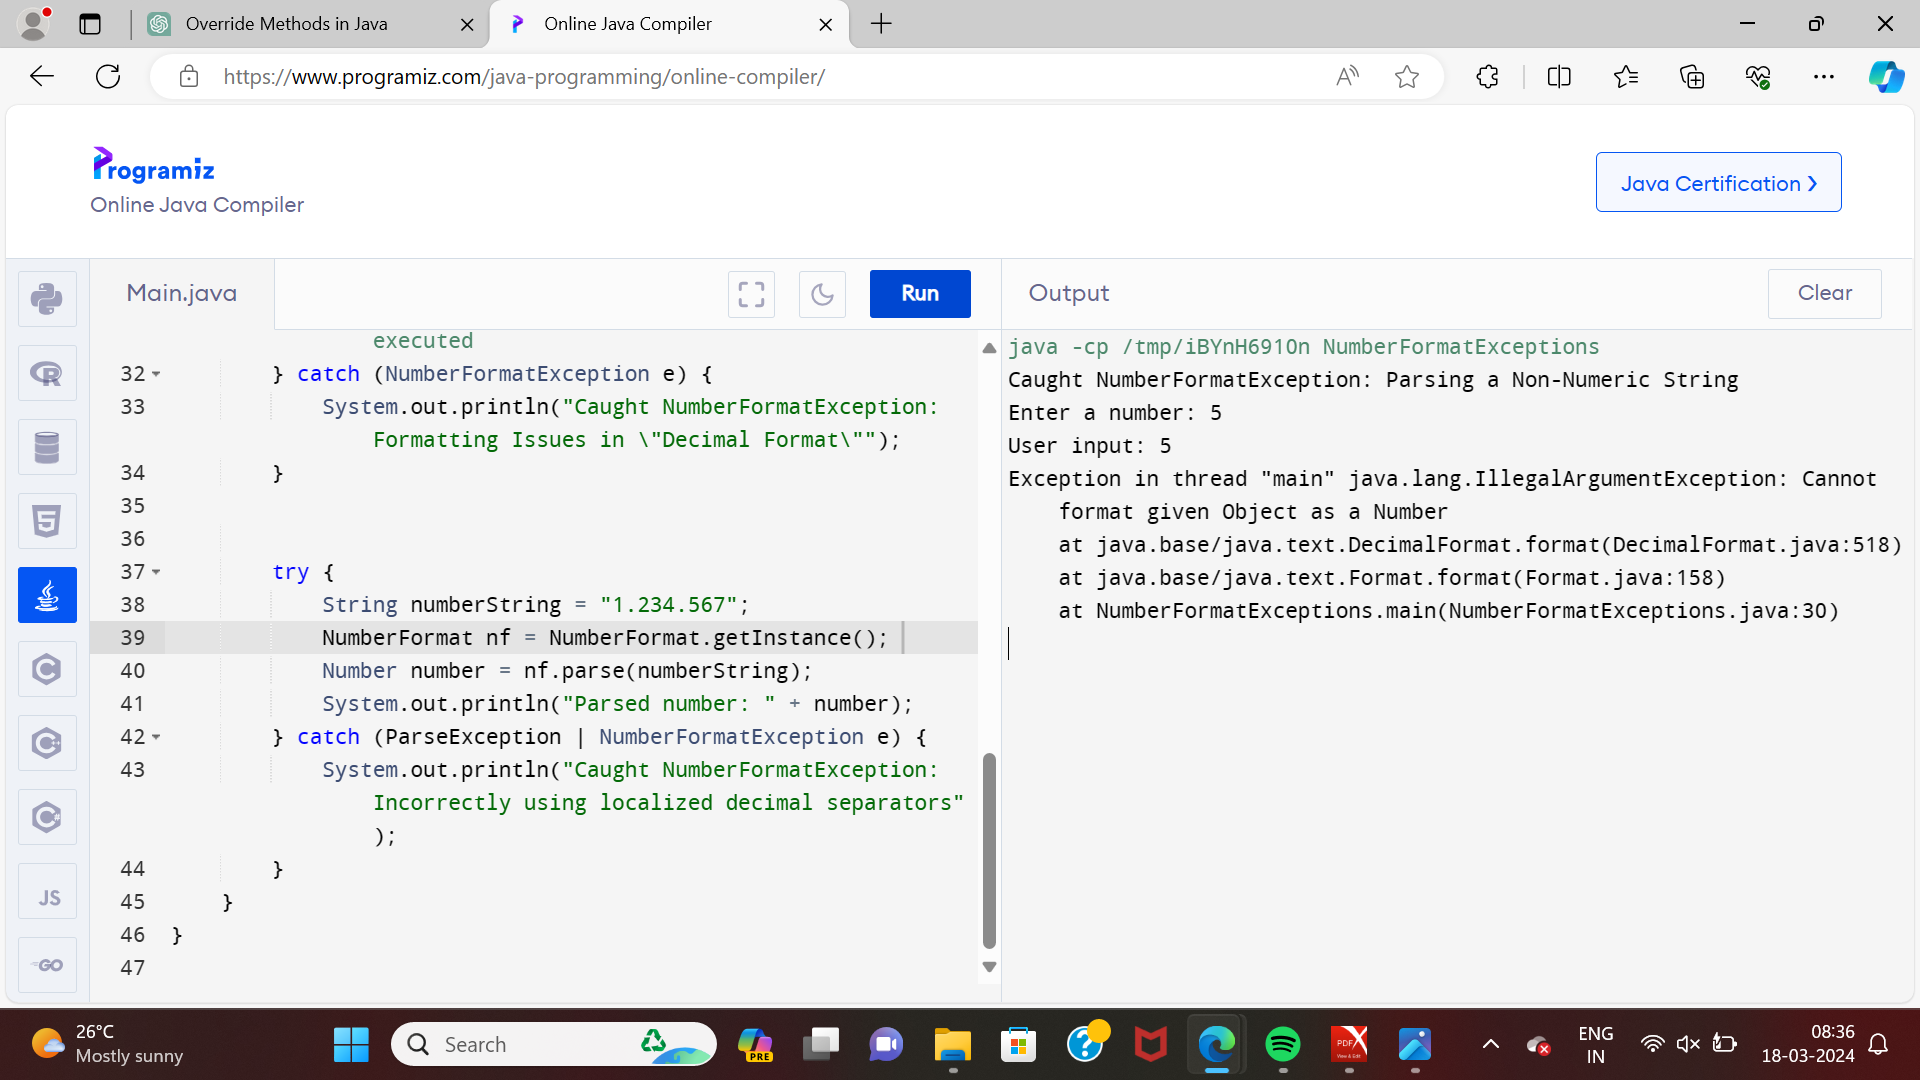 Override Methods in Java
Online Java Compiler
https://www.programiz.com/java-programming/online-compiler/
Programiz
Online Java Compiler
Java Certification ❯
Main.java
Run
Output
Clear
executed
32 } catch (NumberFormatException e) {
33 System.out.println("Caught NumberFormatException:
Formatting Issues in \"Decimal Format\"");
34 }
35
36
37 try {
38 String numberString = "1.234.567";
39 NumberFormat nf = NumberFormat.getInstance();
40 Number number = nf.parse(numberString);
41 System.out.println("Parsed number: " + number);
42 } catch (ParseException | NumberFormatException e) {
43 System.out.println("Caught NumberFormatException:
Incorrectly using localized decimal separators"
);
44 }
45 }
46 }
47
java -cp /tmp/iBYnH691On NumberFormatExceptions
Caught NumberFormatException: Parsing a Non-Numeric String
Enter a number: 5
User input: 5
Exception in thread "main" java.lang.IllegalArgumentException: Cannot
format given Object as a Number
at java.base/java.text.DecimalFormat.format(DecimalFormat.java:518)
at java.base/java.text.Format.format(Format.java:158)
at NumberFormatExceptions.main(NumberFormatExceptions.java:30)
R
5
C
C++
C#
JS
GO
26°C
Mostly sunny
Search
PRE
PDF
ENG
IN
08:36
18-03-2024